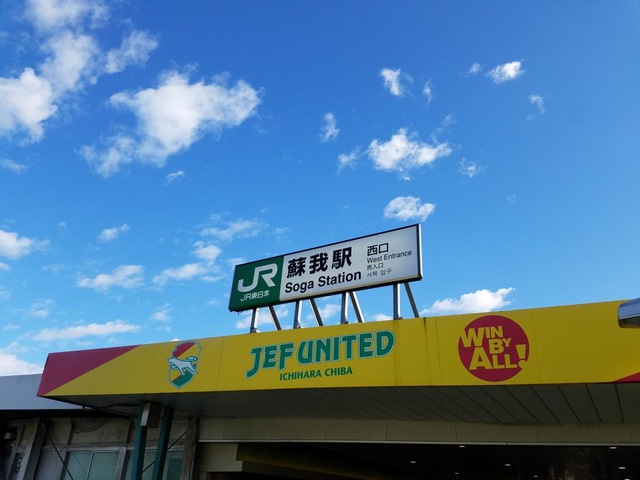 JR
JR東日本
蘇我駅
Soga Station
西口
West Entrance
西入口
서쪽 입구
JEF UNITED
ICHIHARA CHIBA
WIN
BY
ALL!